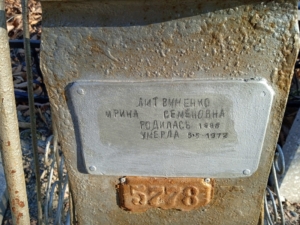 ЛИТВИНЕНКО
ИРИНА СЕМЕНОВНА
РОДИЛАСЬ
УМЕРЛА 1972
5778